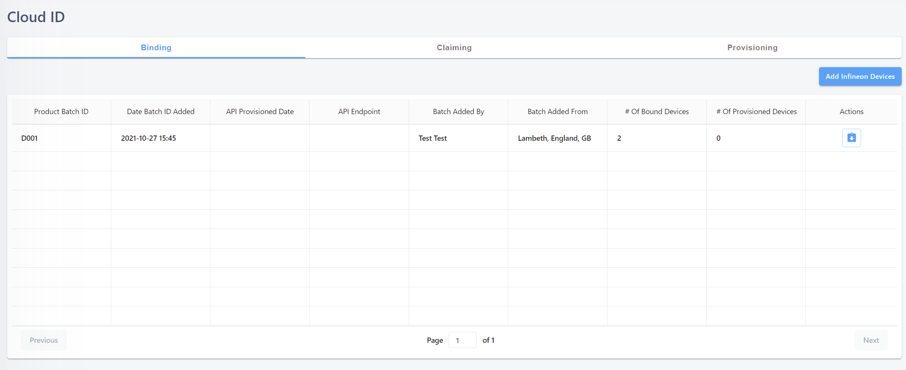 Cloud ID
Binding Claiming Provisioning
Add Infineon Devices
Product Batch ID Date Batch ID Added API Provisioned Date API Endpoint Batch Added By Batch Added From # Of Bound Devices # Of Provisioned Devices Actions
D001 2021-10-27 15:45 Test Test Lambeth, England, GB 2 0
Previous Page 1 of 1 Next